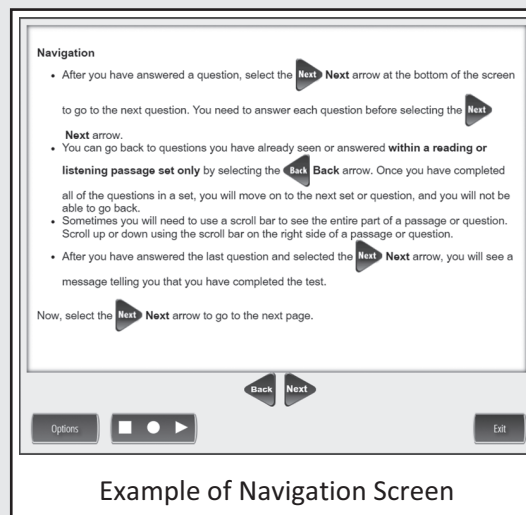 Navigation
• After you have answered a question, select the Next Next arrow at the bottom of the screen
to go to the next question. You need to answer each question before selecting the Next
Next arrow.
• You can go back to questions you have already seen or answered within a reading or
listening passage set only by selecting the Back Back arrow. Once you have completed
all of the questions in a set, you will move on to the next set or question, and you will not be
able to go back.
• Sometimes you will need to use a scroll bar to see the entire part of a passage or question.
Scroll up or down using the scroll bar on the right side of a passage or question.
• After you have answered the last question and selected the Next Next arrow, you will see a
message telling you that you have completed the test.
Now, select the Next Next arrow to go to the next page.
Back Next
Options Exit
Example of Navigation Screen